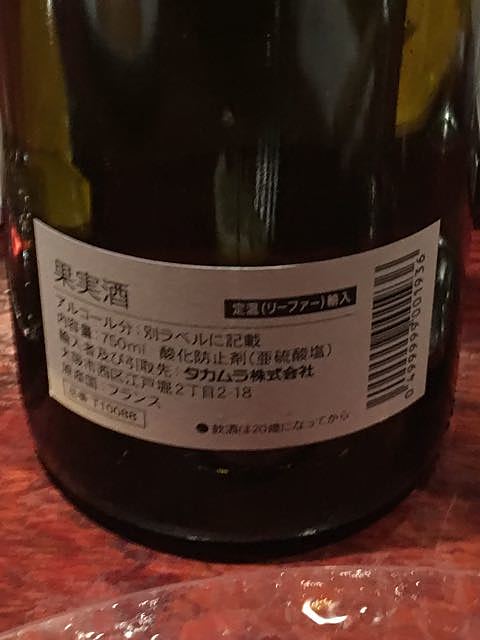 果実酒
定温(リーファー)輸入
アルコール分:別ラベルに記載
内容量:750ml 酸化防止剤(亜硫酸塩)
輸入者及び引取先:タカムラ株式会社
大阪市西区江戸堀2丁目2-18
原産国:フランス
品番 T10088
●飲酒は20歳になってから
0499999001936